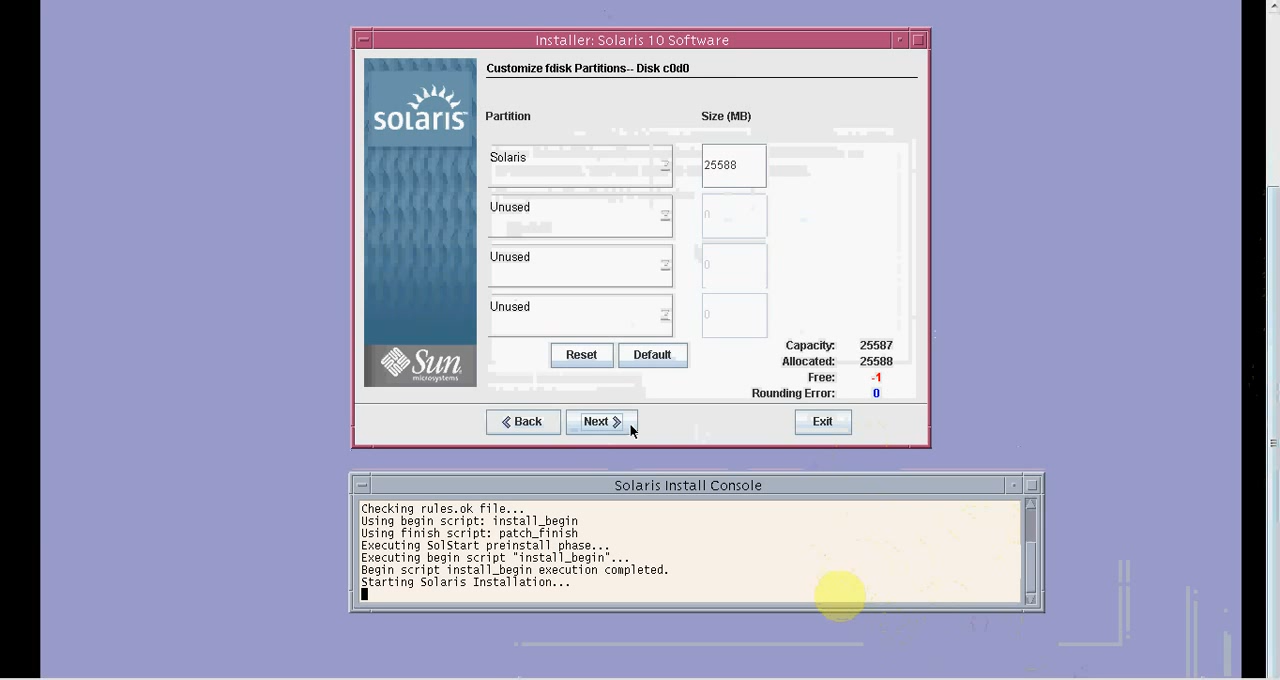 Installer: Solaris 10 Software
Customize fdisk Partitions-- Disk c0d0
solaris
Partition Size (MB)
Solaris 25588
Unused 0
Unused 0
Unused 0
Reset Default
Capacity: 25587
Allocated: 25588
Free: -1
Rounding Error: 0
Sun
microsystems
Back Next Exit
Solaris Install Console
Checking rules.ok file...
Using begin script: install_begin
Using finish script: patch_finish
Executing SolStart preinstall phase...
Executing begin script "install_begin"...
Begin script install_begin execution completed.
Starting Solaris Installation...